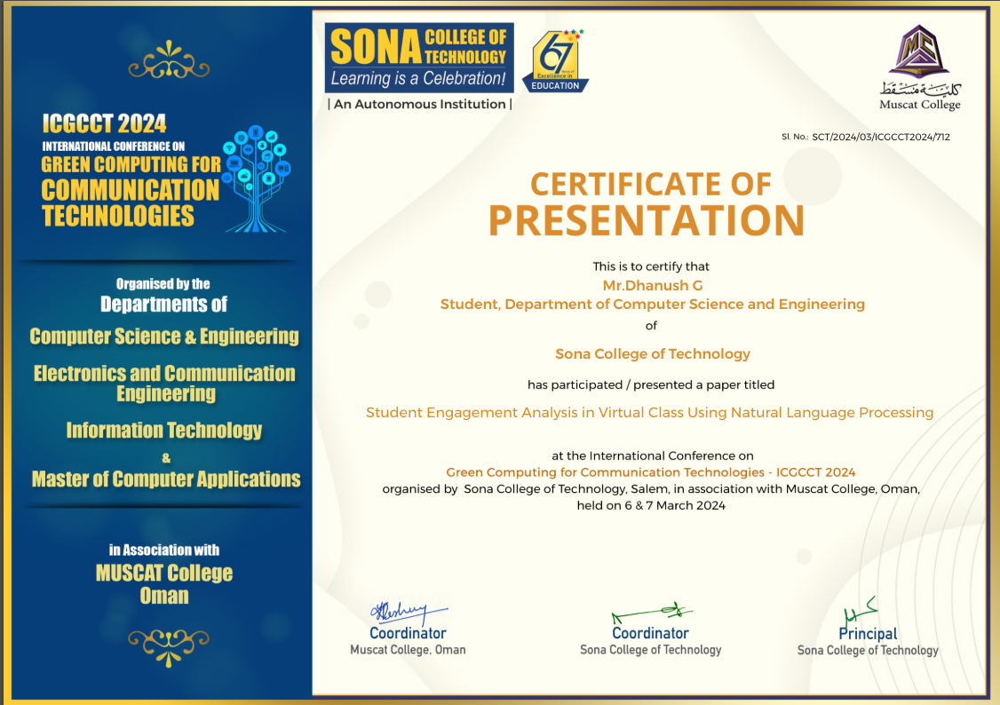 ICGCCT 2024
INTERNATIONAL CONFERENCE ON
GREEN COMPUTING FOR
COMMUNICATION
TECHNOLOGIES
Organised by the
Departments of
Computer Science & Engineering
Electronics and Communication
Engineering
Information Technology
&
Master of Computer Applications
in Association with
MUSCAT College
Oman
SONA COLLEGE OF
TECHNOLOGY
Learning is a Celebration!
| An Autonomous Institution |
67
Years of
Excellence in
EDUCATION
MC
كلية مسقط
Muscat College
Sl. No.: SCT/2024/03/ICGCCT2024/712
CERTIFICATE OF
PRESENTATION
This is to certify that
Mr.Dhanush G
Student, Department of Computer Science and Engineering
of
Sona College of Technology
has participated / presented a paper titled
Student Engagement Analysis in Virtual Class Using Natural Language Processing
at the International Conference on
Green Computing for Communication Technologies - ICGCCT 2024
organised by Sona College of Technology, Salem, in association with Muscat College, Oman,
held on 6 & 7 March 2024
Coordinator
Muscat College, Oman
Coordinator
Sona College of Technology
Principal
Sona College of Technology